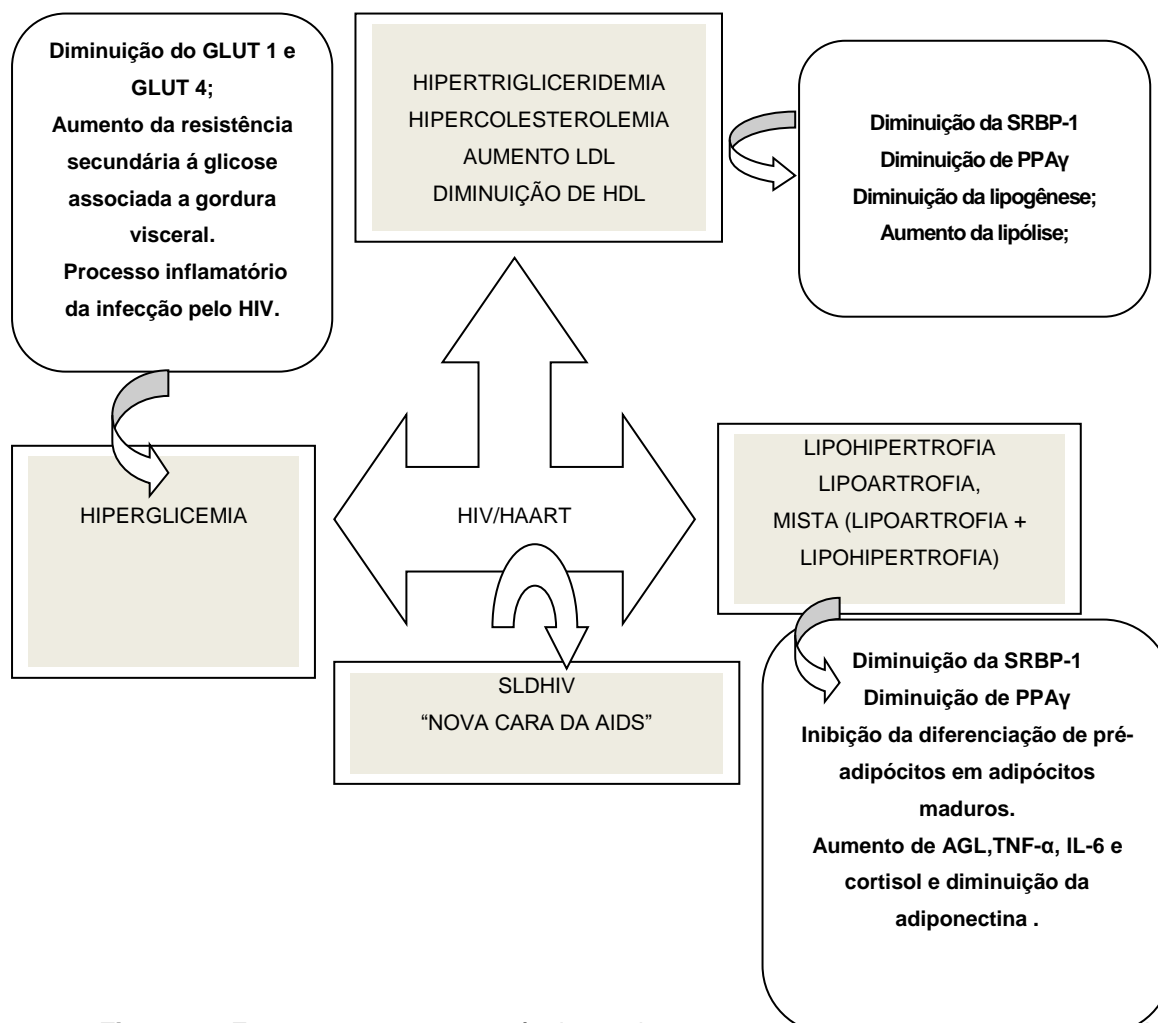 Diminuição do GLUT 1 e
GLUT 4;
Aumento da resistência
secundária á glicose
associada a gordura
visceral.
Processo inflamatório
da infecção pelo HIV.
HIPERTRIGLICERIDEMIA
HIPERCOLESTEROLEMIA
AUMENTO LDL
DIMINUIÇÃO DE HDL
Diminuição da SRBP-1
Diminuição de PPAγ
Diminuição da lipogênese;
Aumento da lipólise;
HIPERGLICEMIA
HIV/HAART
LIPOHIPERTROFIA
LIPOARTROFIA,
MISTA (LIPOARTROFIA +
LIPOHIPERTROFIA)
SLDHIV
“NOVA CARA DA AIDS”
Diminuição da SRBP-1
Diminuição de PPAγ
Inibição da diferenciação de pré-
adipócitos em adipócitos
maduros.
Aumento de AGL,TNF-α, IL-6 e
cortisol e diminuição da
adiponectina .